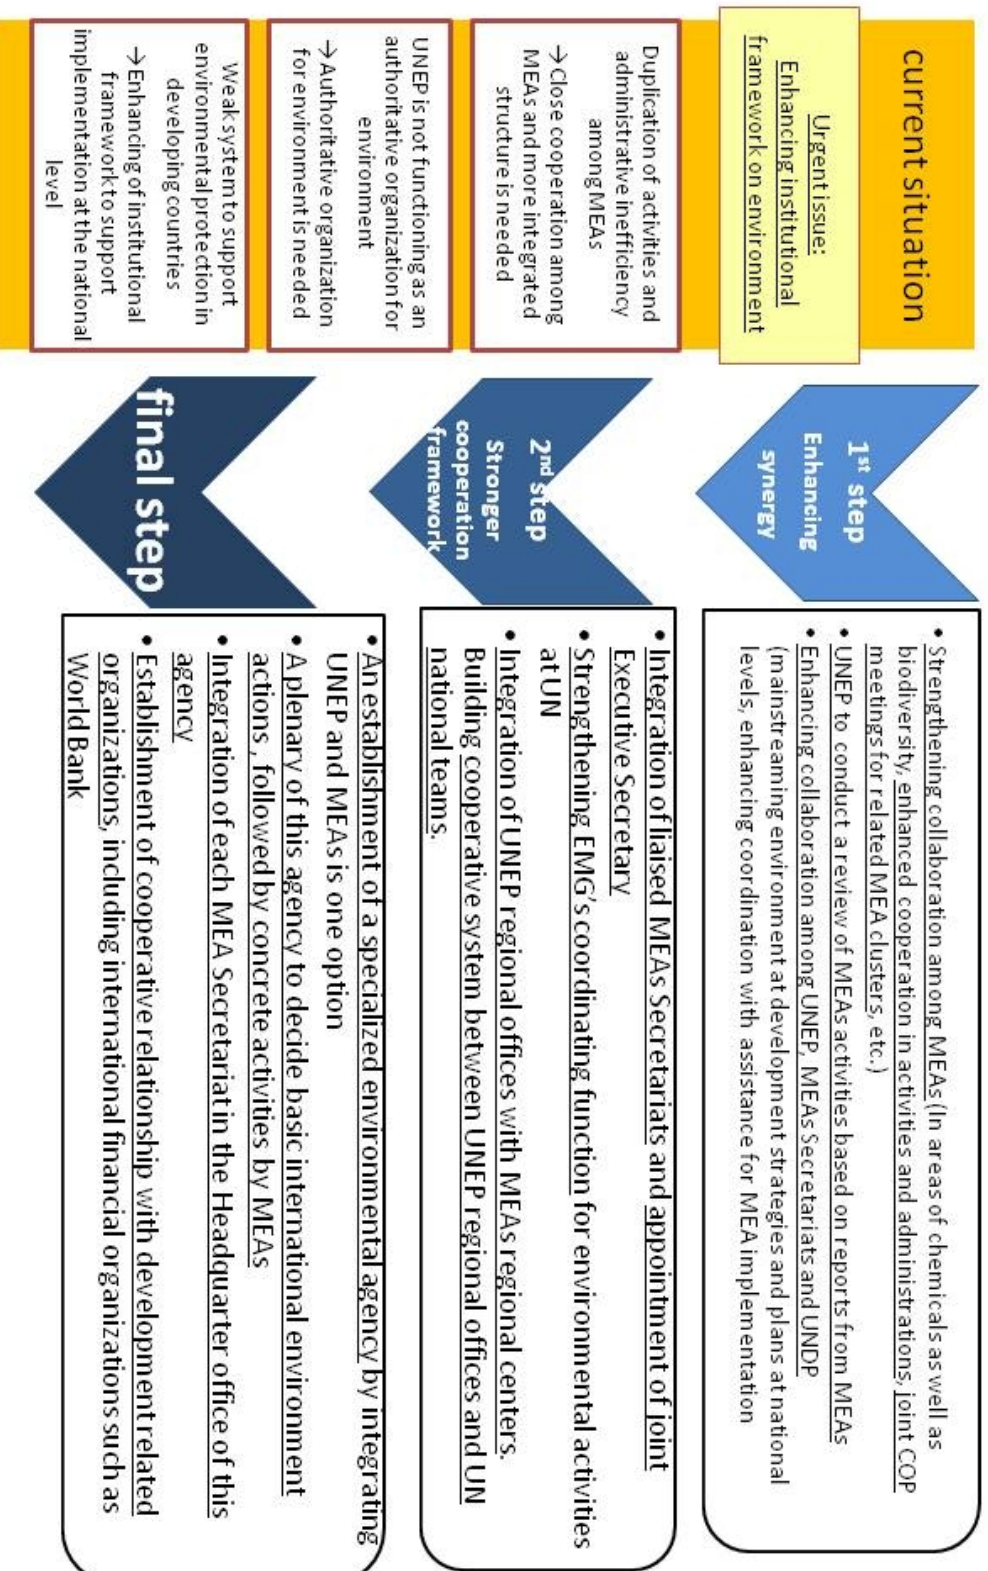 current situation
Urgent issue:
Enhancing institutional
framework on environment
Duplication of activities and
administrative inefficiency
among MEAs
→Close cooperation among
MEAs and more integrated
structure is needed
UNEP is not functioning as an
authoritative organization for
environment
→Authoritative organization
for environment is needed
Weak system to support
environmental protection in
developing countries
→Enhancing of institutional
framework to support
implementation at the national
level
1st step
Enhancing
synergy
• Strengthening collaboration among MEAs (In areas of chemicals as well as
biodiversity, enhanced cooperation in activities and administrations, joint COP
meetings for related MEA clusters, etc.)
• UNEP to conduct a review of MEAs activities based on reports from MEAs
• Enhancing collaboration among UNEP, MEAs Secretariats and UNDP
(mainstreaming environment at development strategies and plans at national
levels, enhancing coordination with assistance for MEA implementation
2nd step
Stronger
cooperation
framework
• Integration of liaised MEAs Secretariats and appointment of joint
Executive Secretary
• Strengthening EMG's coordinating function for environmental activities
at UN
• Integration of UNEP regional offices with MEAs regional centers.
Building cooperative system between UNEP regional offices and UN
national teams.
final step
• An establishment of a specialized environmental agency by integrating
UNEP and MEAs is one option
• A plenary of this agency to decide basic international environment
actions , followed by concrete activities by MEAs
• Integration of each MEA Secretariat in the Headquarter office of this
agency
• Establishment of cooperative relationship with development related
organizations, including international financial organizations such as
World Bank